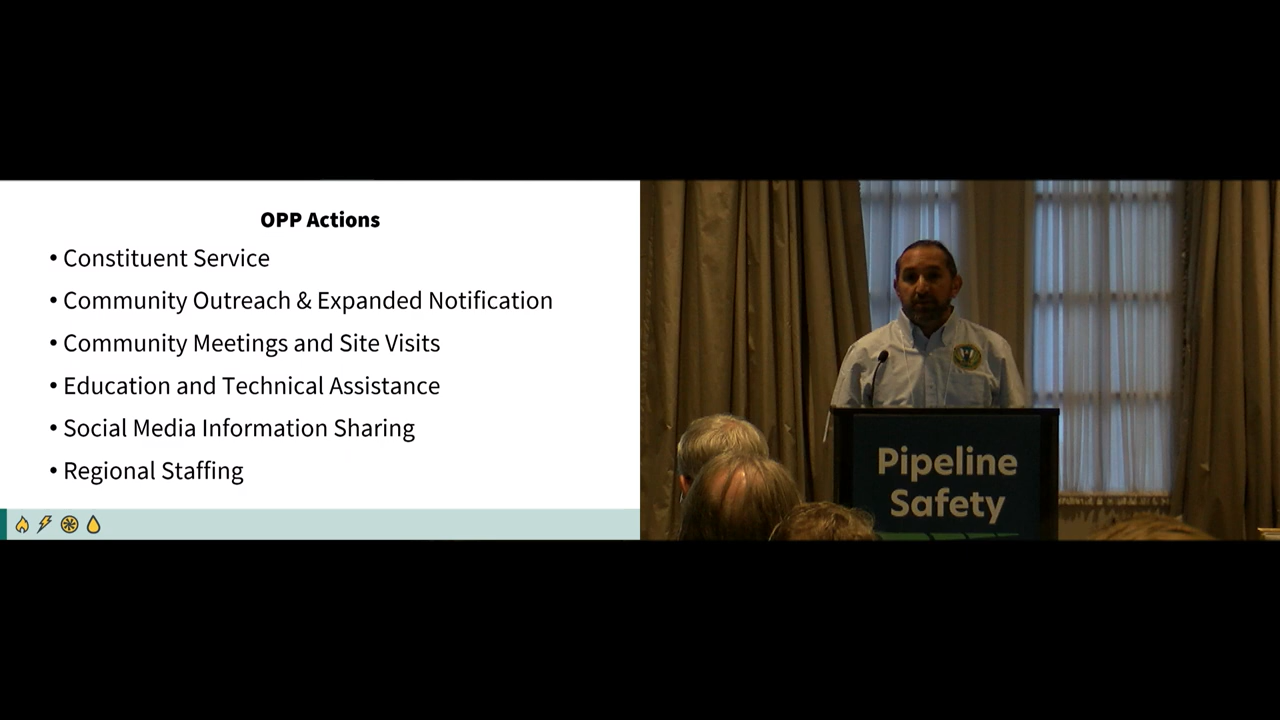 OPP Actions
• Constituent Service
• Community Outreach & Expanded Notification
• Community Meetings and Site Visits
• Education and Technical Assistance
• Social Media Information Sharing
• Regional Staffing
Pipeline
Safety